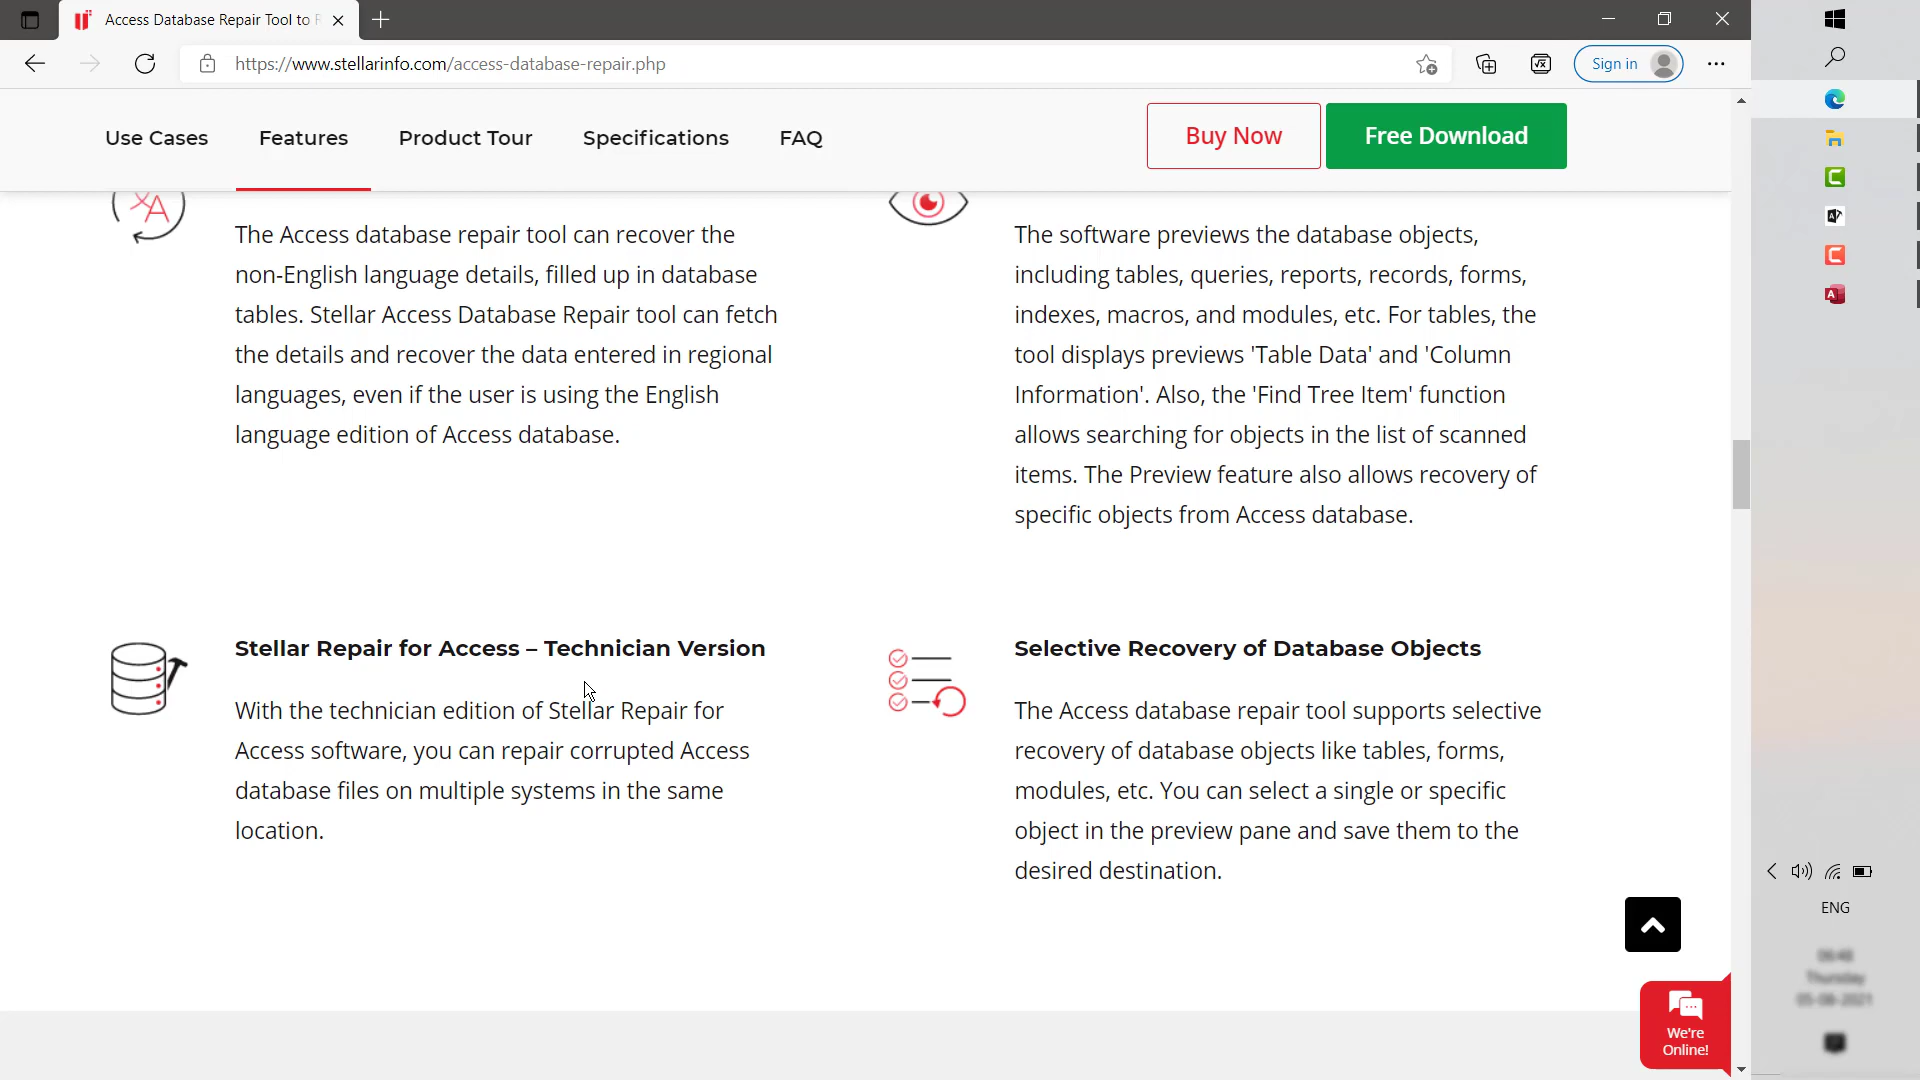 Access Database Repair Tool to
https://www.stellarinfo.com/access-database-repair.php
Sign in
Use Cases
Features
Product Tour
Specifications
FAQ
Buy Now
Free Download
The Access database repair tool can recover the
non-English language details, filled up in database
tables. Stellar Access Database Repair tool can fetch
the details and recover the data entered in regional
languages, even if the user is using the English
language edition of Access database.
The software previews the database objects,
including tables, queries, reports, records, forms,
indexes, macros, and modules, etc. For tables, the
tool displays previews 'Table Data' and 'Column
Information'. Also, the 'Find Tree Item' function
allows searching for objects in the list of scanned
items. The Preview feature also allows recovery of
specific objects from Access database.
Stellar Repair for Access – Technician Version
With the technician edition of Stellar Repair for
Access software, you can repair corrupted Access
database files on multiple systems in the same
location.
Selective Recovery of Database Objects
The Access database repair tool supports selective
recovery of database objects like tables, forms,
modules, etc. You can select a single or specific
object in the preview pane and save them to the
desired destination.
We're
Online!
ENG
06:48
Thursday
05-08-2021